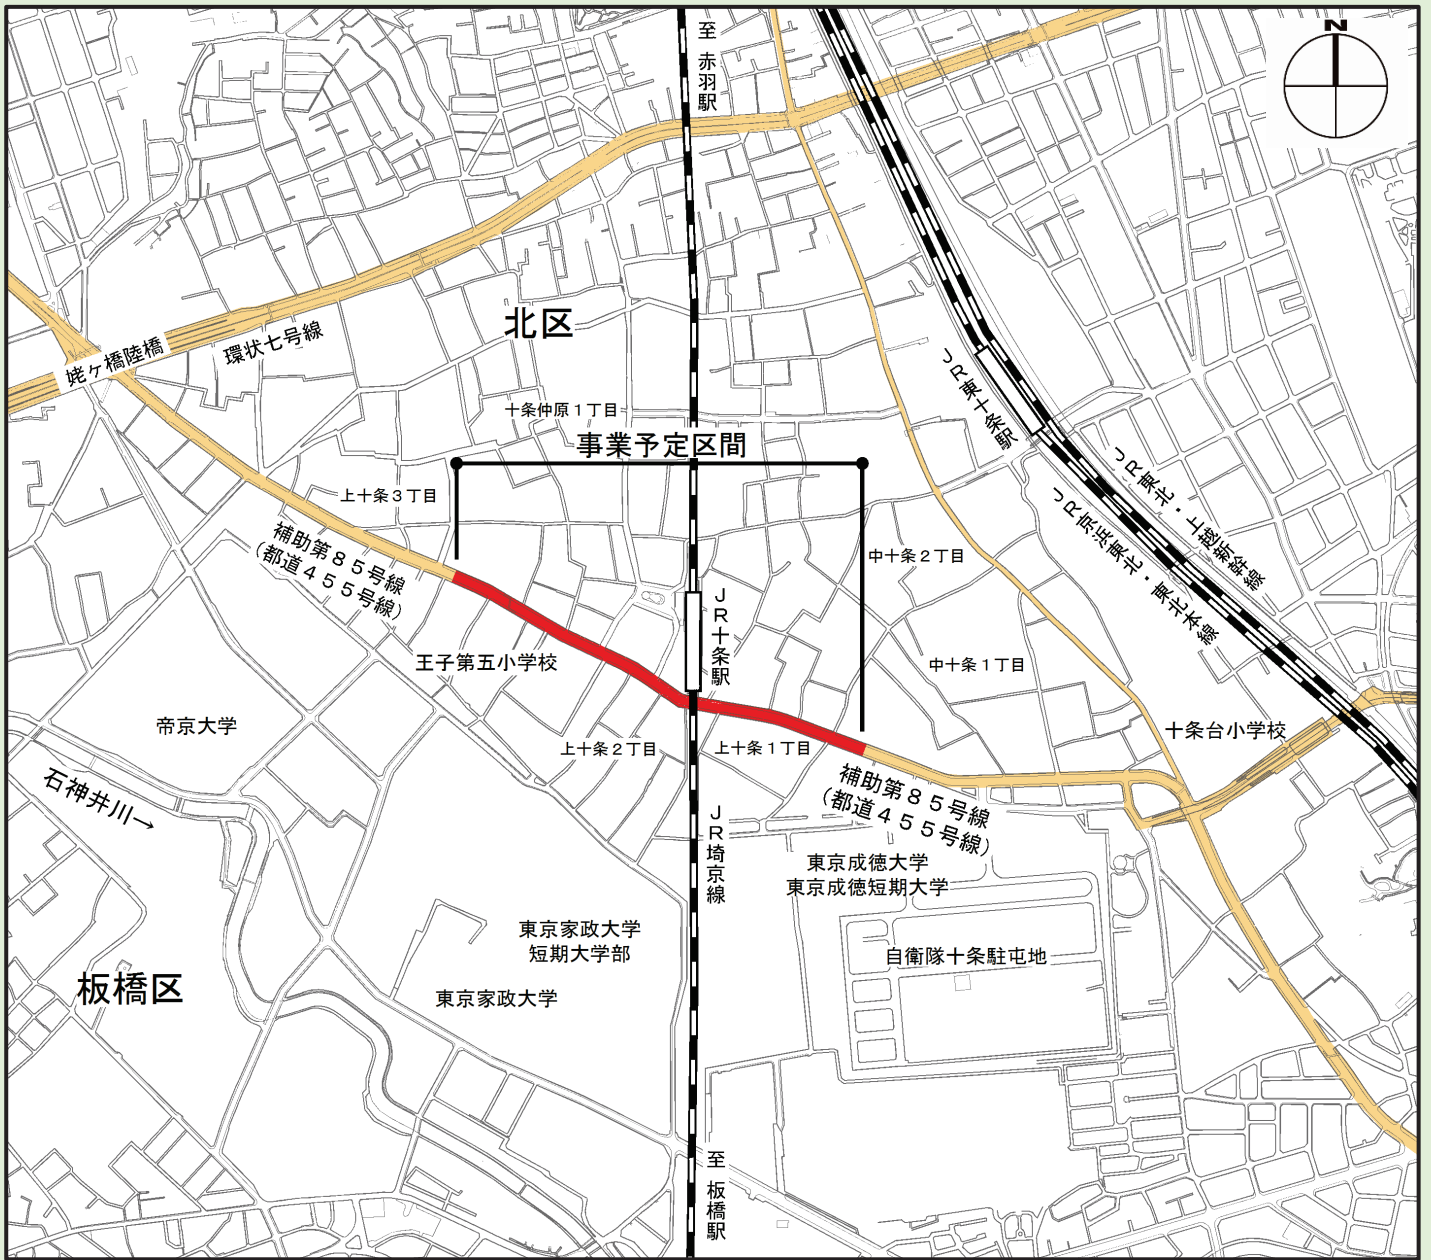 N
至 赤羽駅
北区
環状七号線
姥ヶ橋陸橋
ＪＲ東十条駅
十条仲原１丁目
事業予定区間
上十条３丁目
ＪＲ東北・上越新幹線
ＪＲ京浜東北・東北本線
補助第８５号線
（都道４５５号線）
中十条２丁目
ＪＲ十条駅
王子第五小学校
中十条１丁目
帝京大学
上十条２丁目
上十条１丁目
十条台小学校
石神井川→
補助第８５号線
（都道４５５号線）
ＪＲ埼京線
東京成徳大学
東京成徳短期大学
東京家政大学
短期大学部
自衛隊十条駐屯地
板橋区
東京家政大学
至 板橋駅